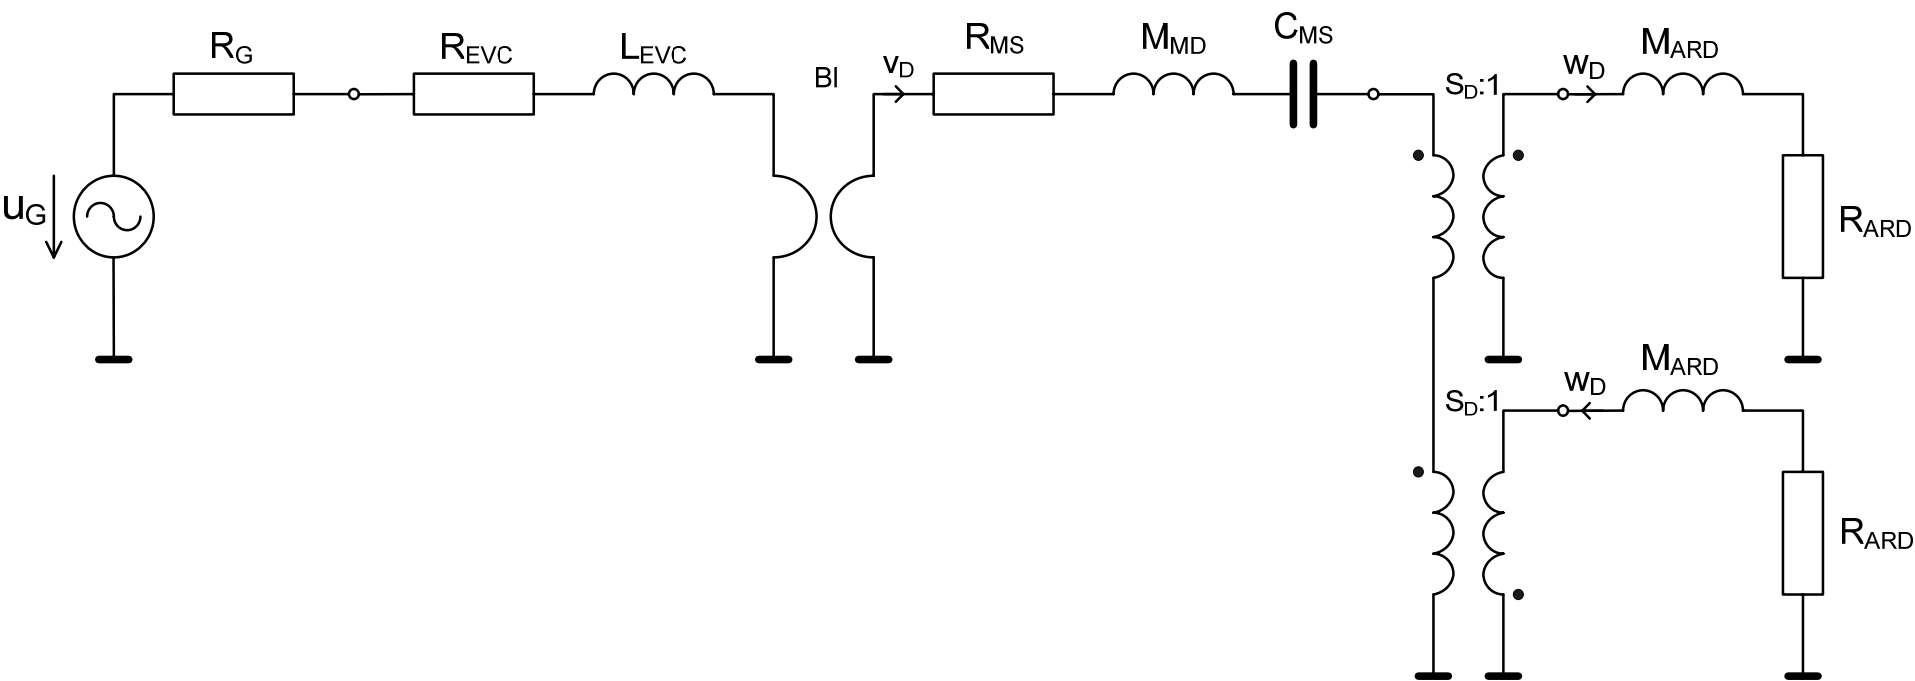 R_G
R_EVC
L_EVC
Bl
v_D
R_MS
M_MD
C_MS
S_D:1
w_D
M_ARD
u_G
R_ARD
S_D:1
w_D
M_ARD
R_ARD